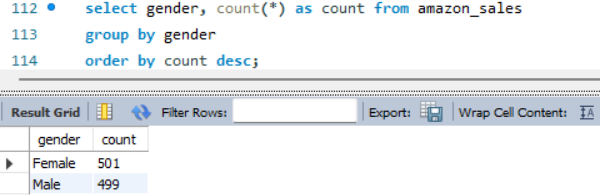 112 select gender, count(*) as count from amazon_sales
113 group by gender
114 order by count desc;
Result Grid Filter Rows: Export: Wrap Cell Content: IA
gender count
Female 501
Male 499